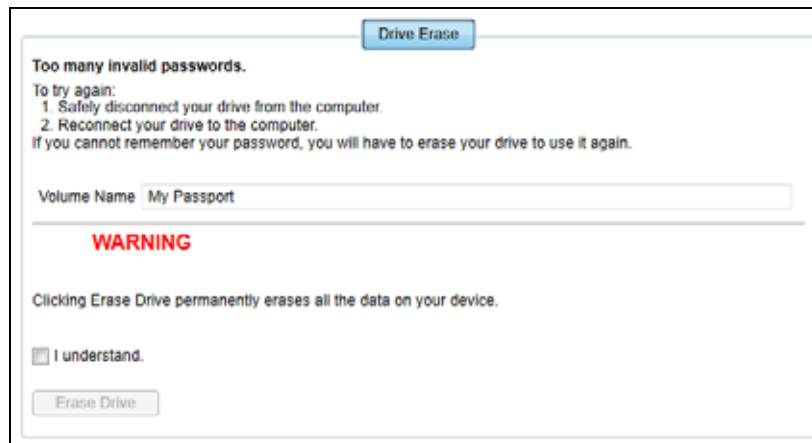 Drive Erase
Too many invalid passwords.
To try again:
1. Safely disconnect your drive from the computer.
2. Reconnect your drive to the computer.
If you cannot remember your password, you will have to erase your drive to use it again.
Volume Name My Passport
WARNING
Clicking Erase Drive permanently erases all the data on your device.
I understand.
Erase Drive